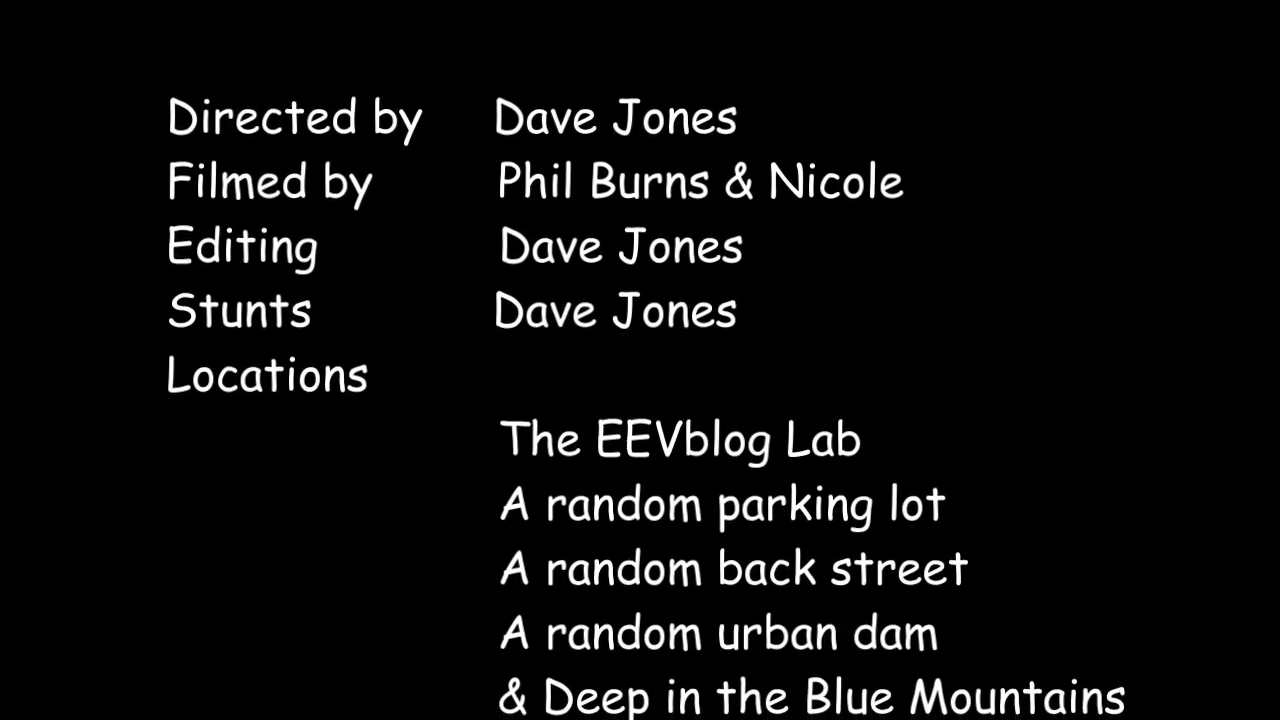 Directed by Dave Jones
Filmed by Phil Burns & Nicole
Editing Dave Jones
Stunts Dave Jones
Locations
The EEVblog Lab
A random parking lot
A random back street
A random urban dam
& Deep in the Blue Mountains